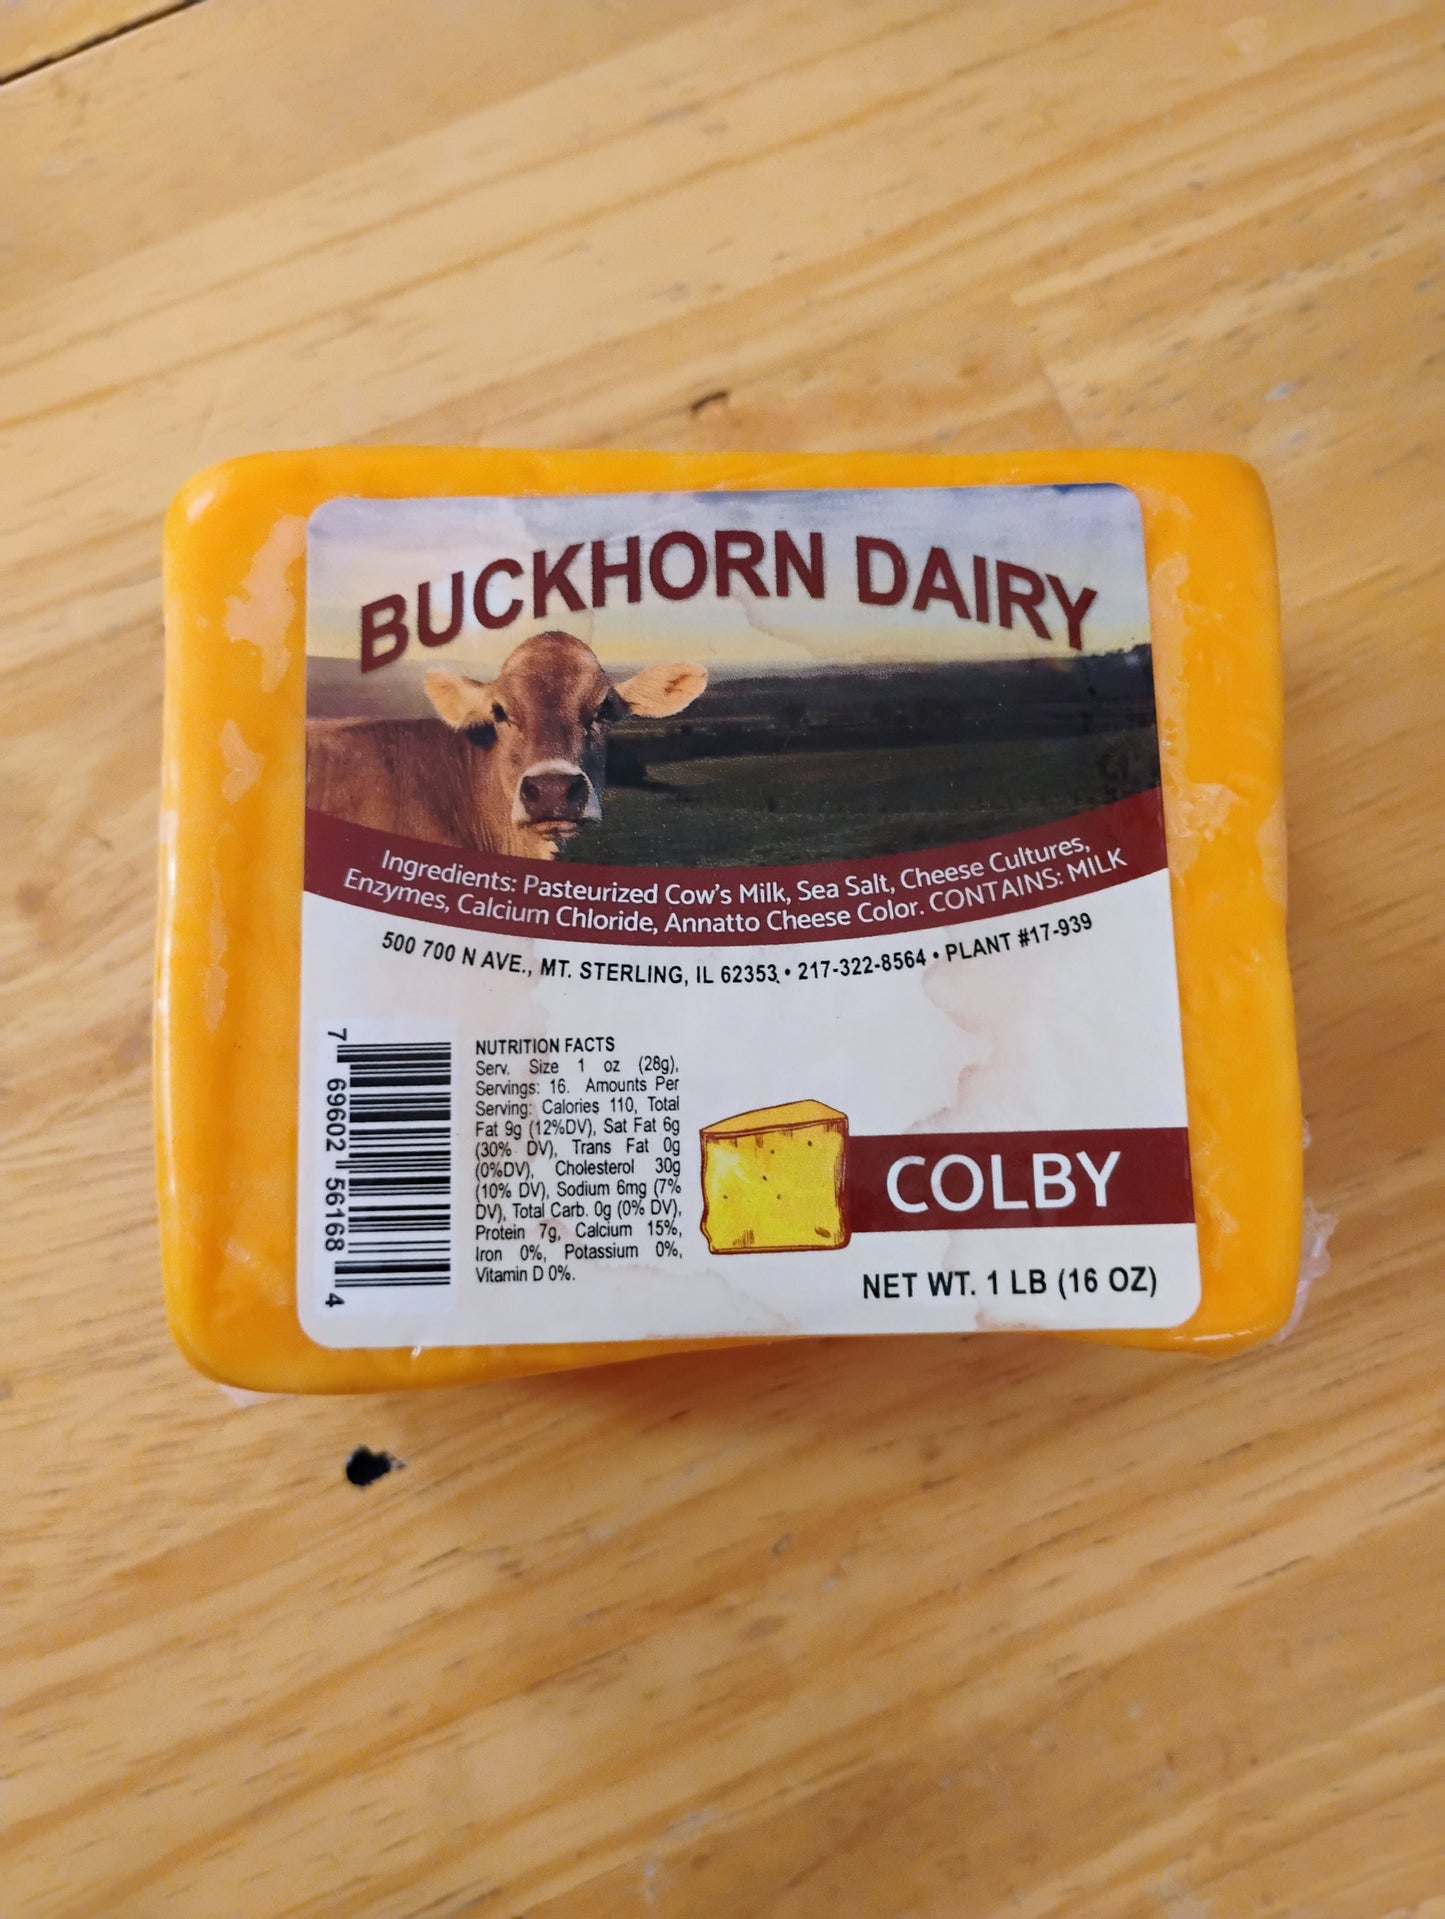 BUCKHORN DAIRY
Ingredients: Pasteurized Cow's Milk, Sea Salt, Cheese Cultures,
Enzymes, Calcium Chloride, Annatto Cheese Color. CONTAINS: MILK
500 700 N AVE., MT. STERLING, IL 62353 • 217-322-8564 • PLANT #17-939
7 69602 56168 4
NUTRITION FACTS
Serv. Size 1 oz (28g),
Servings: 16. Amounts Per
Serving: Calories 110, Total
Fat 9g (12%DV), Sat Fat 6g
(30% DV), Trans Fat 0g
(0%DV), Cholesterol 30g
(10% DV), Sodium 6mg (7%
DV), Total Carb. 0g (0% DV),
Protein 7g, Calcium 15%,
Iron 0%, Potassium 0%,
Vitamin D 0%.
COLBY
NET WT. 1 LB (16 OZ)